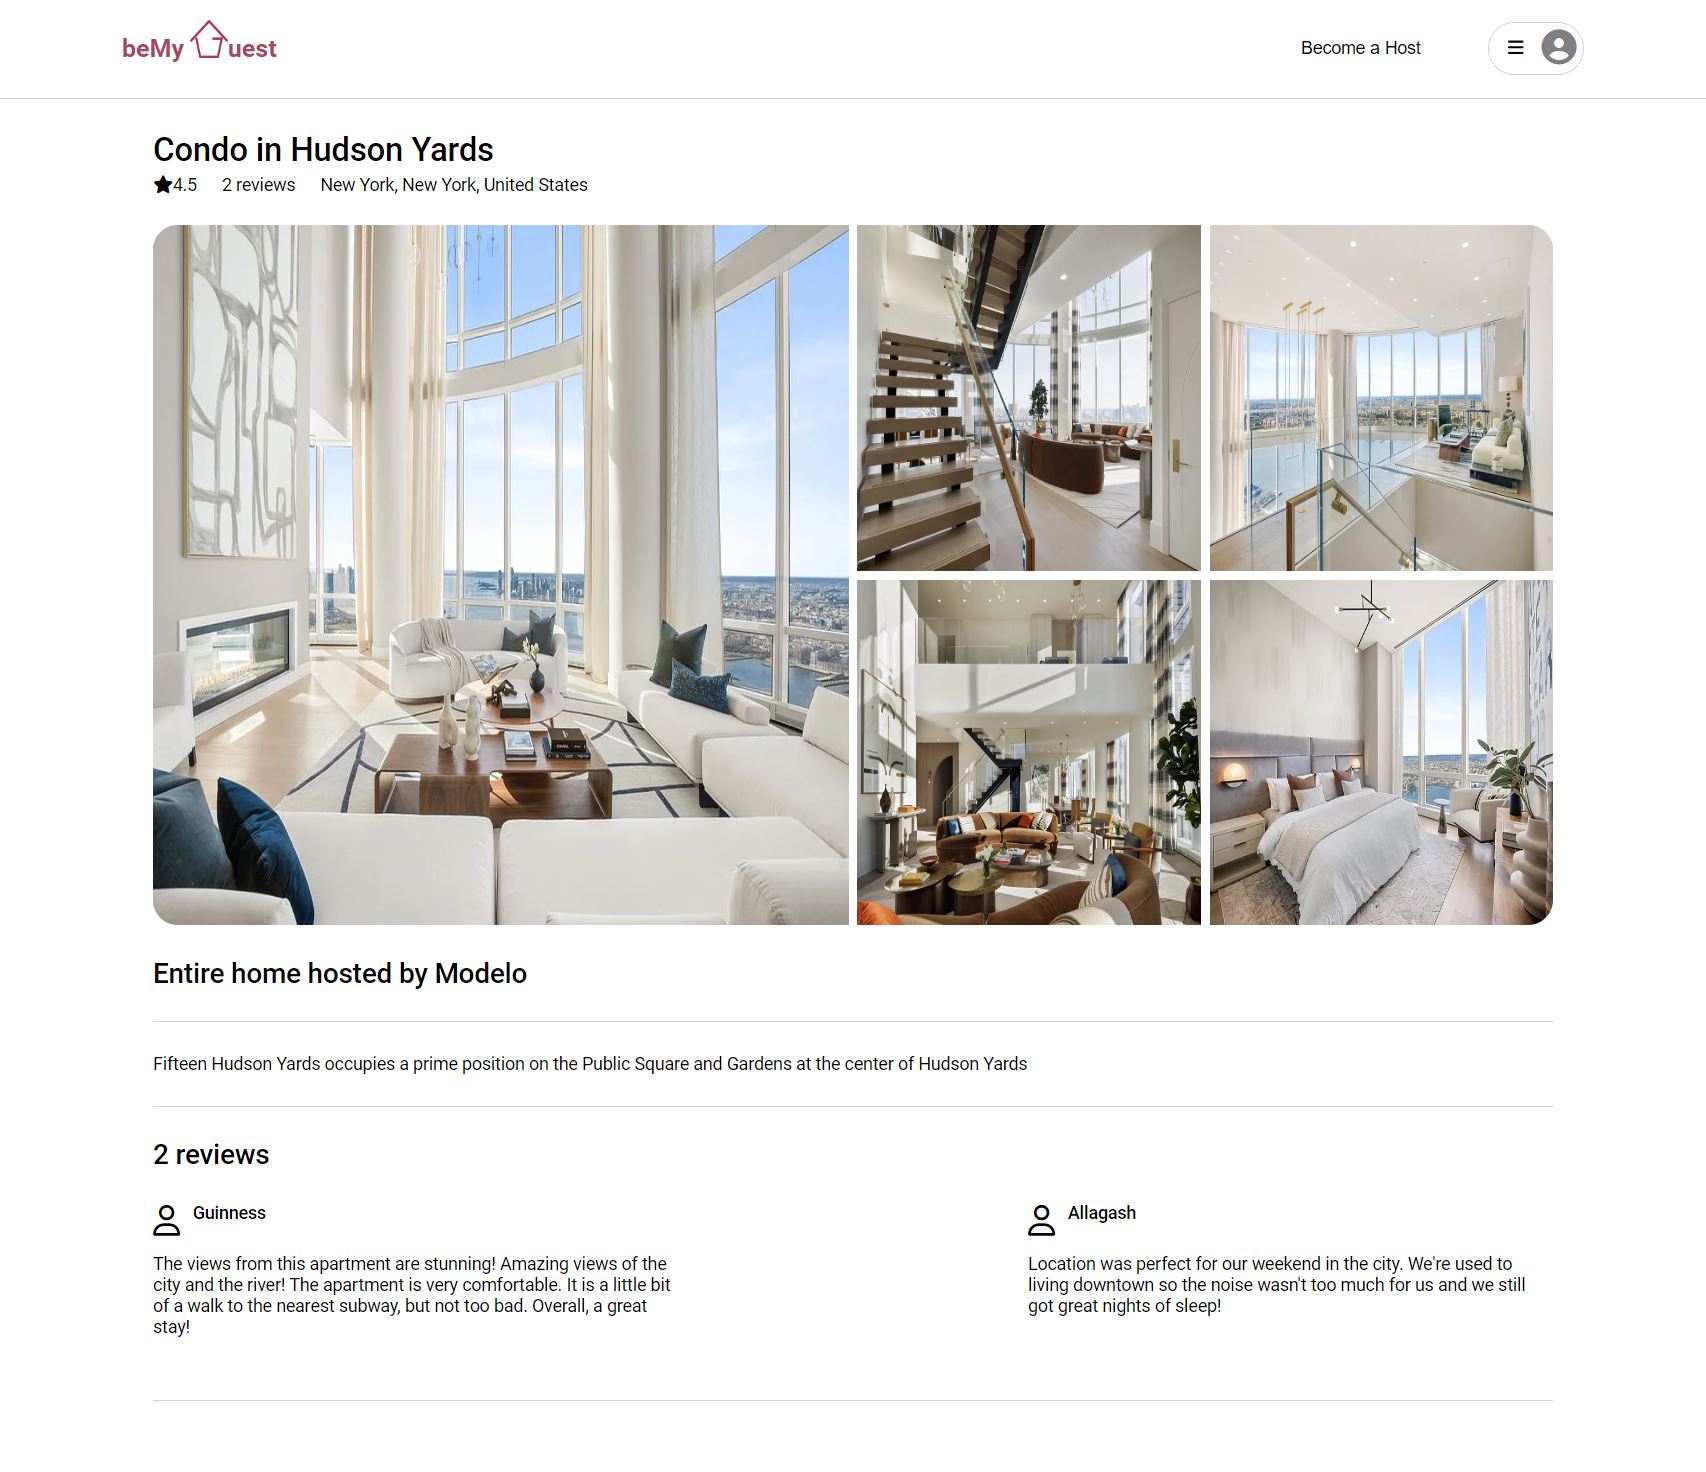 beMy Guest
Become a Host
Condo in Hudson Yards
4.5 2 reviews New York, New York, United States
Entire home hosted by Modelo
Fifteen Hudson Yards occupies a prime position on the Public Square and Gardens at the center of Hudson Yards
2 reviews
Guinness
The views from this apartment are stunning! Amazing views of the
city and the river! The apartment is very comfortable. It is a little bit
of a walk to the nearest subway, but not too bad. Overall, a great
stay!
Allagash
Location was perfect for our weekend in the city. We're used to
living downtown so the noise wasn't too much for us and we still
got great nights of sleep!